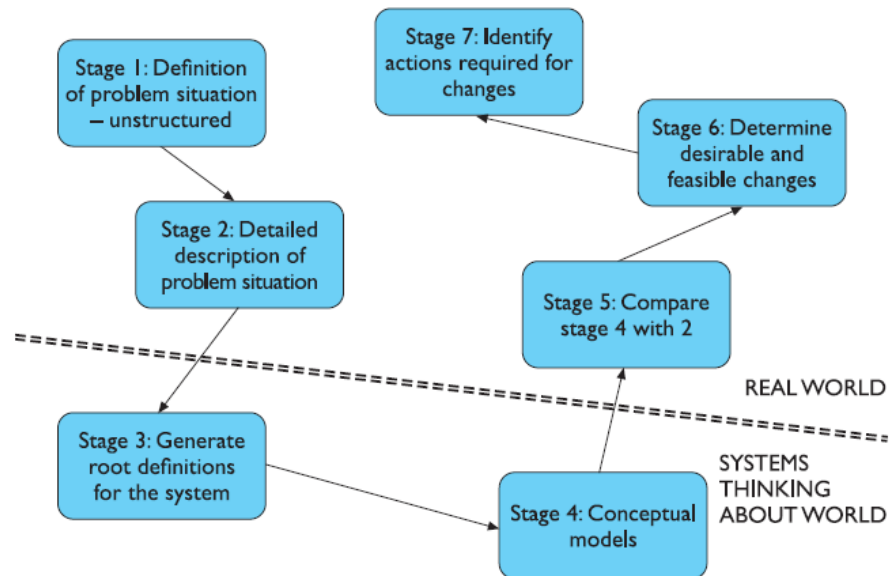 Stage 1: Definition
of problem situation
– unstructured
Stage 2: Detailed
description of
problem situation
Stage 3: Generate
root definitions
for the system
Stage 4: Conceptual
models
Stage 5: Compare
stage 4 with 2
Stage 6: Determine
desirable and
feasible changes
Stage 7: Identify
actions required for
changes
REAL WORLD
SYSTEMS
THINKING
ABOUT WORLD